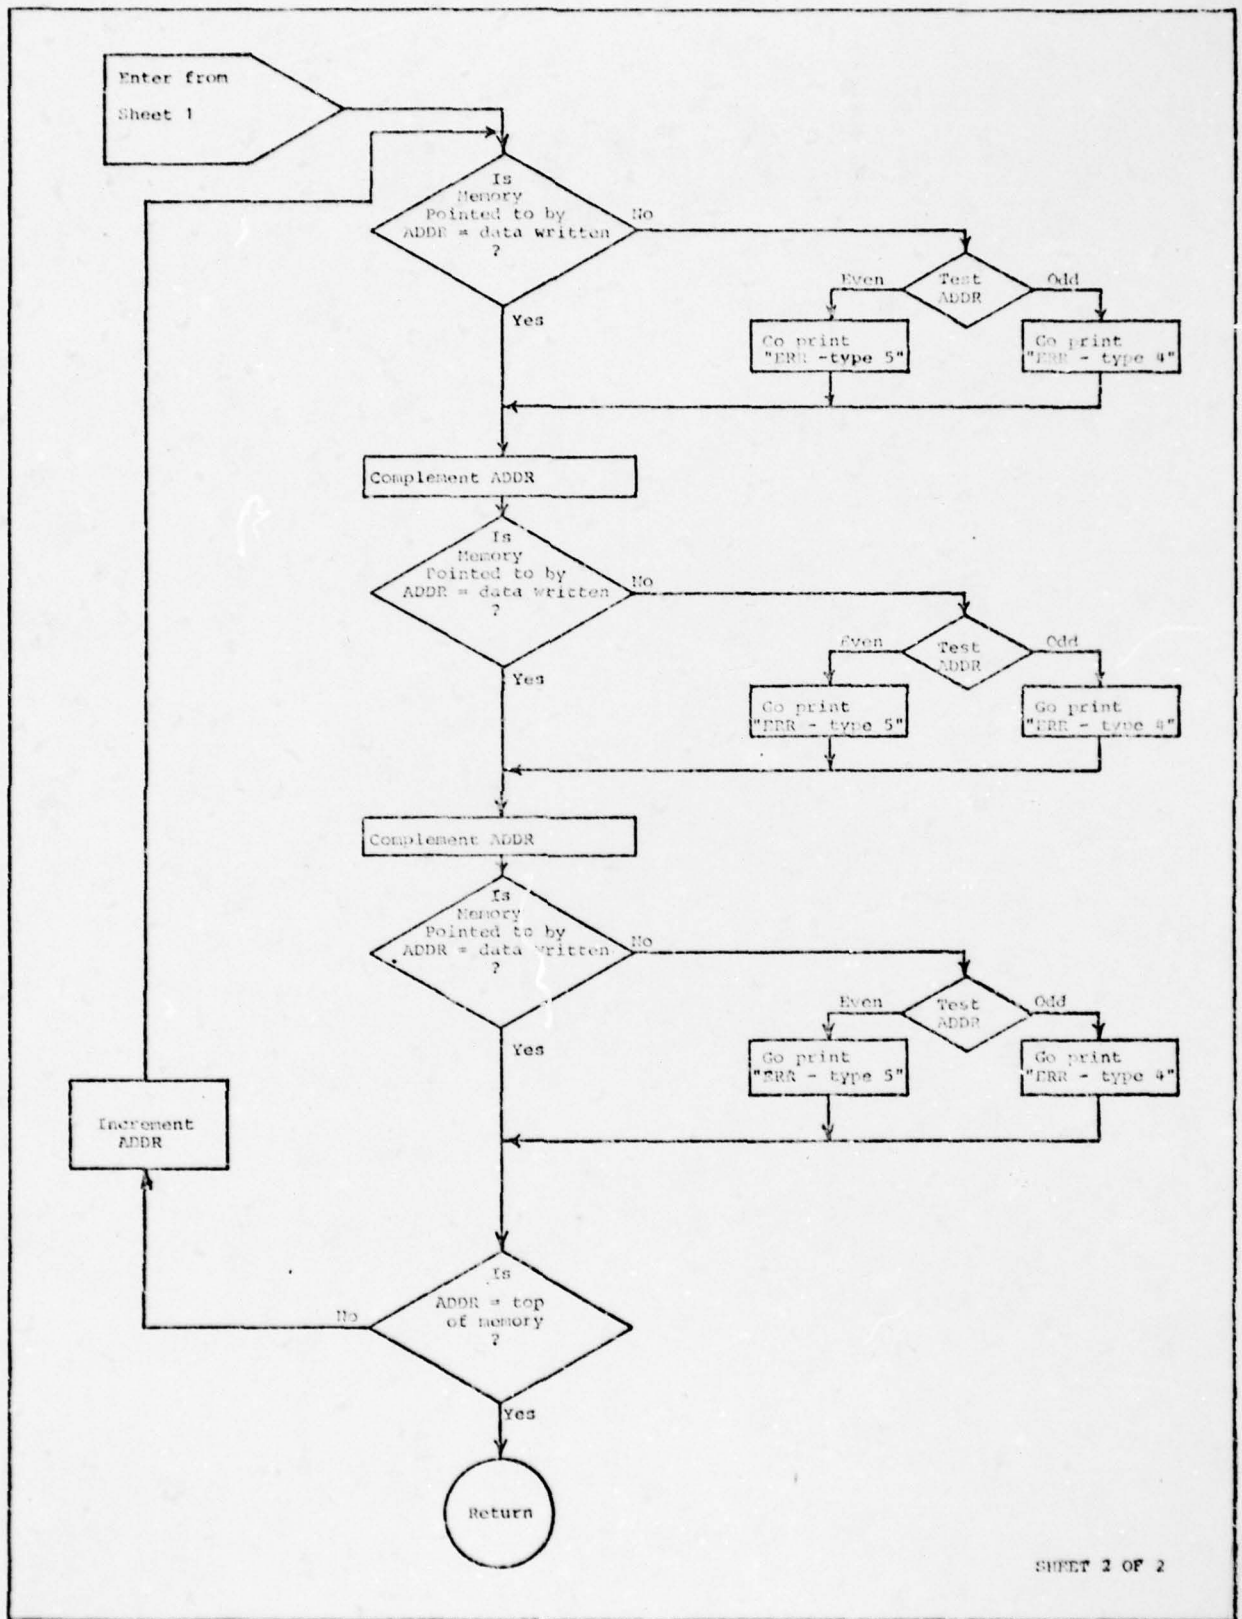 Enter from
Sheet 1
Is
Memory
Pointed to by
ADDR = data written
?
No
Yes
Test
ADDR
Even
Odd
Co print
"ERR -type 5"
Co print
"ERR - type 4"
Complement ADDR
Is
Memory
Pointed to by
ADDR = data written
?
No
Yes
Test
ADDR
Even
Odd
Go print
"ERR - type 5"
Go print
"ERR - type 4"
Complement ADDR
Is
Memory
Pointed to by
ADDR = data written
?
No
Yes
Test
ADDR
Even
Odd
Go print
"ERR - type 5"
Go print
"ERR - type 4"
Increment
ADDR
Is
ADDR = top
of memory
?
No
Yes
Return
SHEET 2 OF 2